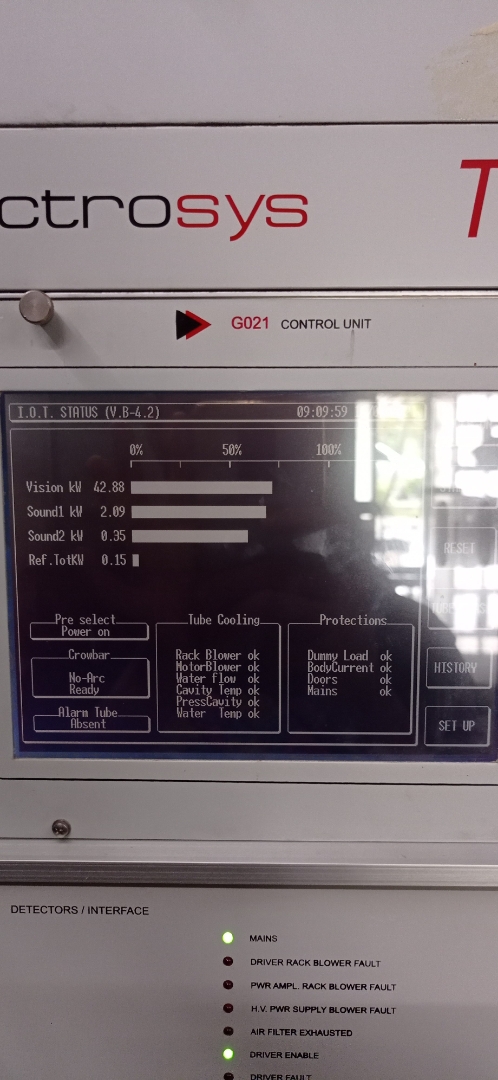 ctrosys T
G021 CONTROL UNIT
I.O.T. STATUS (V.B-4.2) 09:09:59
0% 50% 100%
Vision kW 42.88
Sound1 kW 2.09
Sound2 kW 0.35
Ref.TotKW 0.15
RESET
Pre select
Power on
Crowbar
No-Arc
Ready
Alarm Tube
Absent
Tube Cooling
Rack Blower ok
MotorBlower ok
Water flow ok
Cavity Temp ok
PressCavity ok
Water Temp ok
Protections
Dummy Load ok
BodyCurrent ok
Doors ok
Mains ok
HISTORY
SET UP
DETECTORS / INTERFACE
MAINS
DRIVER RACK BLOWER FAULT
PWR AMPL. RACK BLOWER FAULT
H.V. PWR SUPPLY BLOWER FAULT
AIR FILTER EXHAUSTED
DRIVER ENABLE
DRIVER FAULT